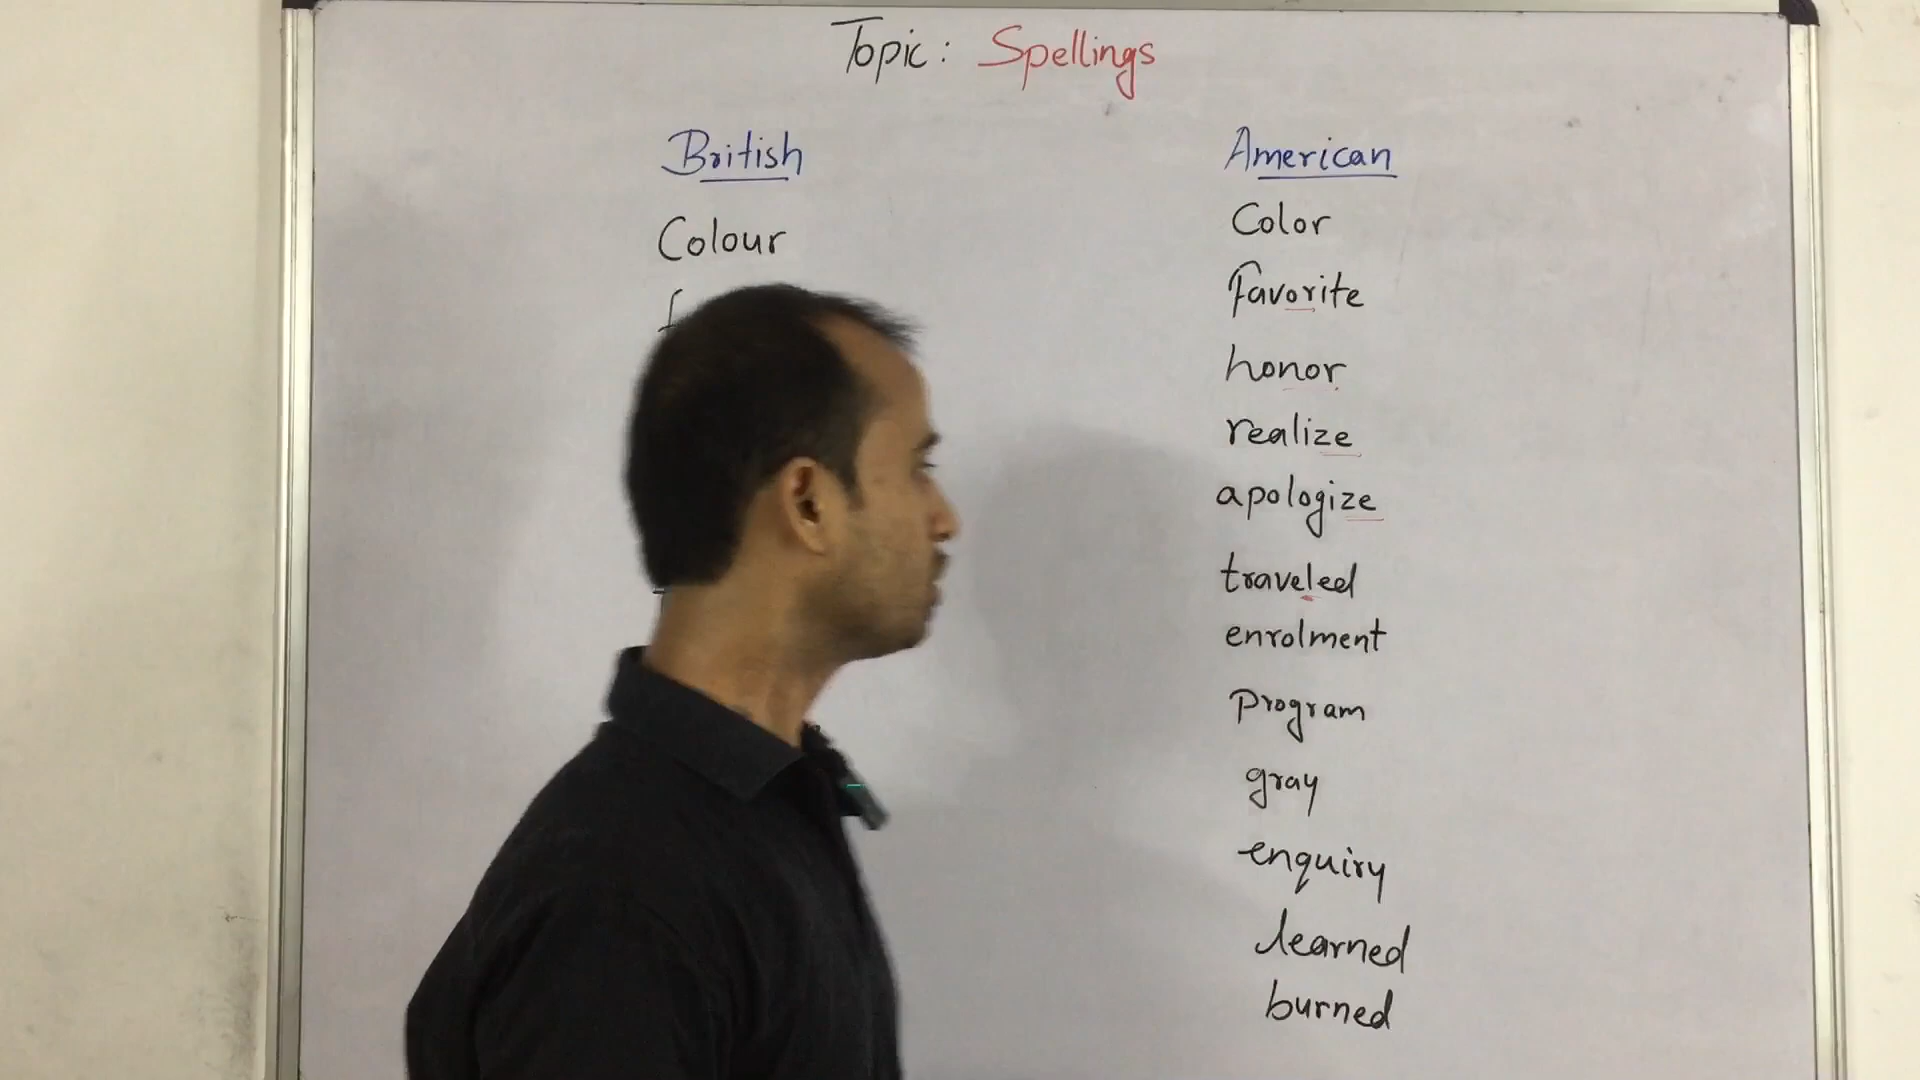 Topic: Spellings
British
Colour
American
Color
favorite
honor
realize
apologize
traveled
enrolment
Program
gray
enquiry
learned
burned